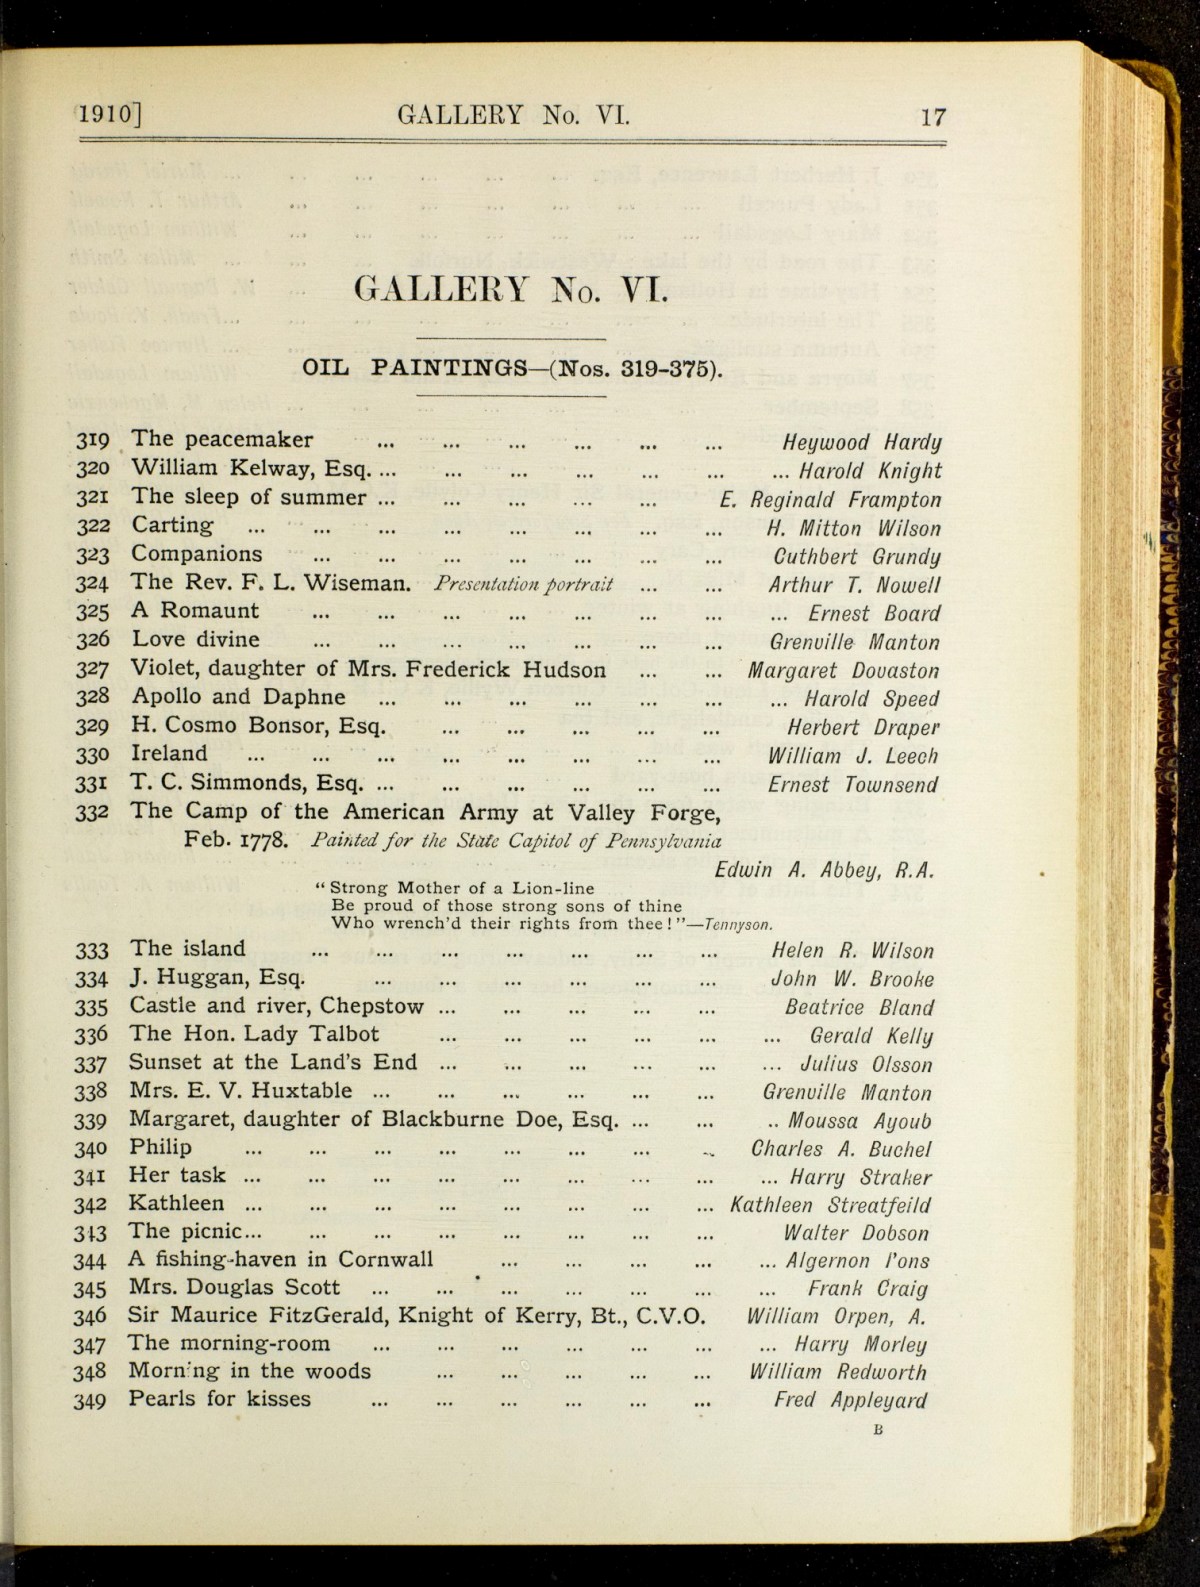 1910] GALLERY No. VI. 17
GALLERY No. VI.
OIL PAINTINGS—(Nos. 319-375).
319 The peacemaker ... ... ... ... ... ... Heywood Hardy
320 William Kelway, Esq. ... ... ... ... ... ... ... Harold Knight
321 The sleep of summer ... ... ... ... ... E. Reginald Frampton
322 Carting ... ... ... ... ... ... ... ... H. Mitton Wilson
323 Companions ... ... ... ... ... ... ... Cuthbert Grundy
324 The Rev. F. L. Wiseman. Presentation portrait ... ... Arthur T. Nowell
325 A Romaunt ... ... ... ... ... ... ... ... Ernest Board
326 Love divine ... ... ... ... ... ... ... Grenville Manton
327 Violet, daughter of Mrs. Frederick Hudson ... ... Margaret Dovaston
328 Apollo and Daphne ... ... ... ... ... ... ... Harold Speed
329 H. Cosmo Bonsor, Esq. ... ... ... ... ... Herbert Draper
330 Ireland ... ... ... ... ... ... ... ... William J. Leech
331 T. C. Simmonds, Esq. ... ... ... ... ... ... Ernest Townsend
332 The Camp of the American Army at Valley Forge,
Feb. 1778. Painted for the State Capitol of Pennsylvania
Edwin A. Abbey, R.A.
“Strong Mother of a Lion-line
Be proud of those strong sons of thine
Who wrench'd their rights from thee!”—Tennyson.
333 The island ... ... ... ... ... ... ... Helen R. Wilson
334 J. Huggan, Esq. ... ... ... ... ... ... John W. Brooke
335 Castle and river, Chepstow ... ... ... ... ... Beatrice Bland
336 The Hon. Lady Talbot ... ... ... ... ... ... Gerald Kelly
337 Sunset at the Land's End ... ... ... ... ... ... Julius Olsson
338 Mrs. E. V. Huxtable ... ... ... ... ... ... Grenville Manton
339 Margaret, daughter of Blackburne Doe, Esq. ... ... .. Moussa Ayoub
340 Philip ... ... ... ... ... ... ... ... Charles A. Buchel
341 Her task ... ... ... ... ... ... ... ... ... Harry Straker
342 Kathleen ... ... ... ... ... ... ... ... Kathleen Streatfeild
343 The picnic... ... ... ... ... ... ... ... Walter Dobson
344 A fishing-haven in Cornwall ... ... ... ... ... Algernon
345 Mrs. Douglas Scott ... ... ... ... ... ... ... Frank Craig
346 Sir Maurice FitzGerald, Knight of Kerry, Bt., C.V.O. William Orpen, A.
347 The morning-room ... ... ... ... ... ... ... Harry Morley
348 Morning in the woods ... ... ... ... ... William Redworth
349 Pearls for kisses ... ... ... ... ... ... Fred Appleyard
B